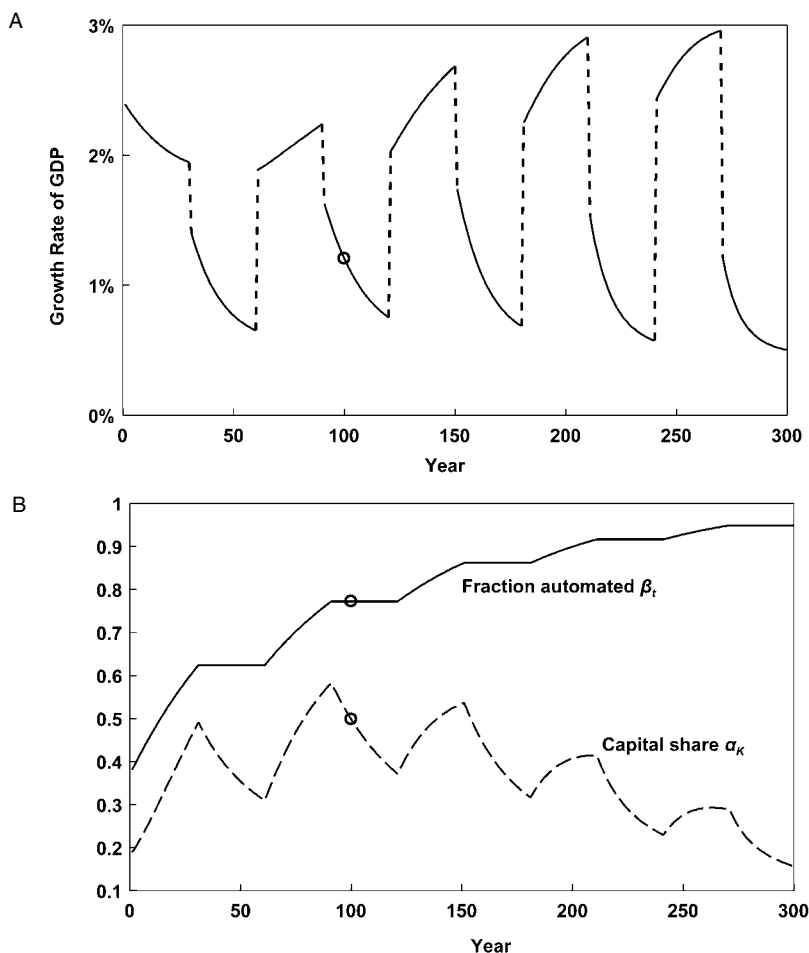 A
3%
2%
1%
0%
Growth Rate of GDP
0 50 100 150 200 250 300
Year
B
1
0.9
0.8
0.7
0.6
0.5
0.4
0.3
0.2
0.1
Fraction automated βt
Capital share αK
0 50 100 150 200 250 300
Year